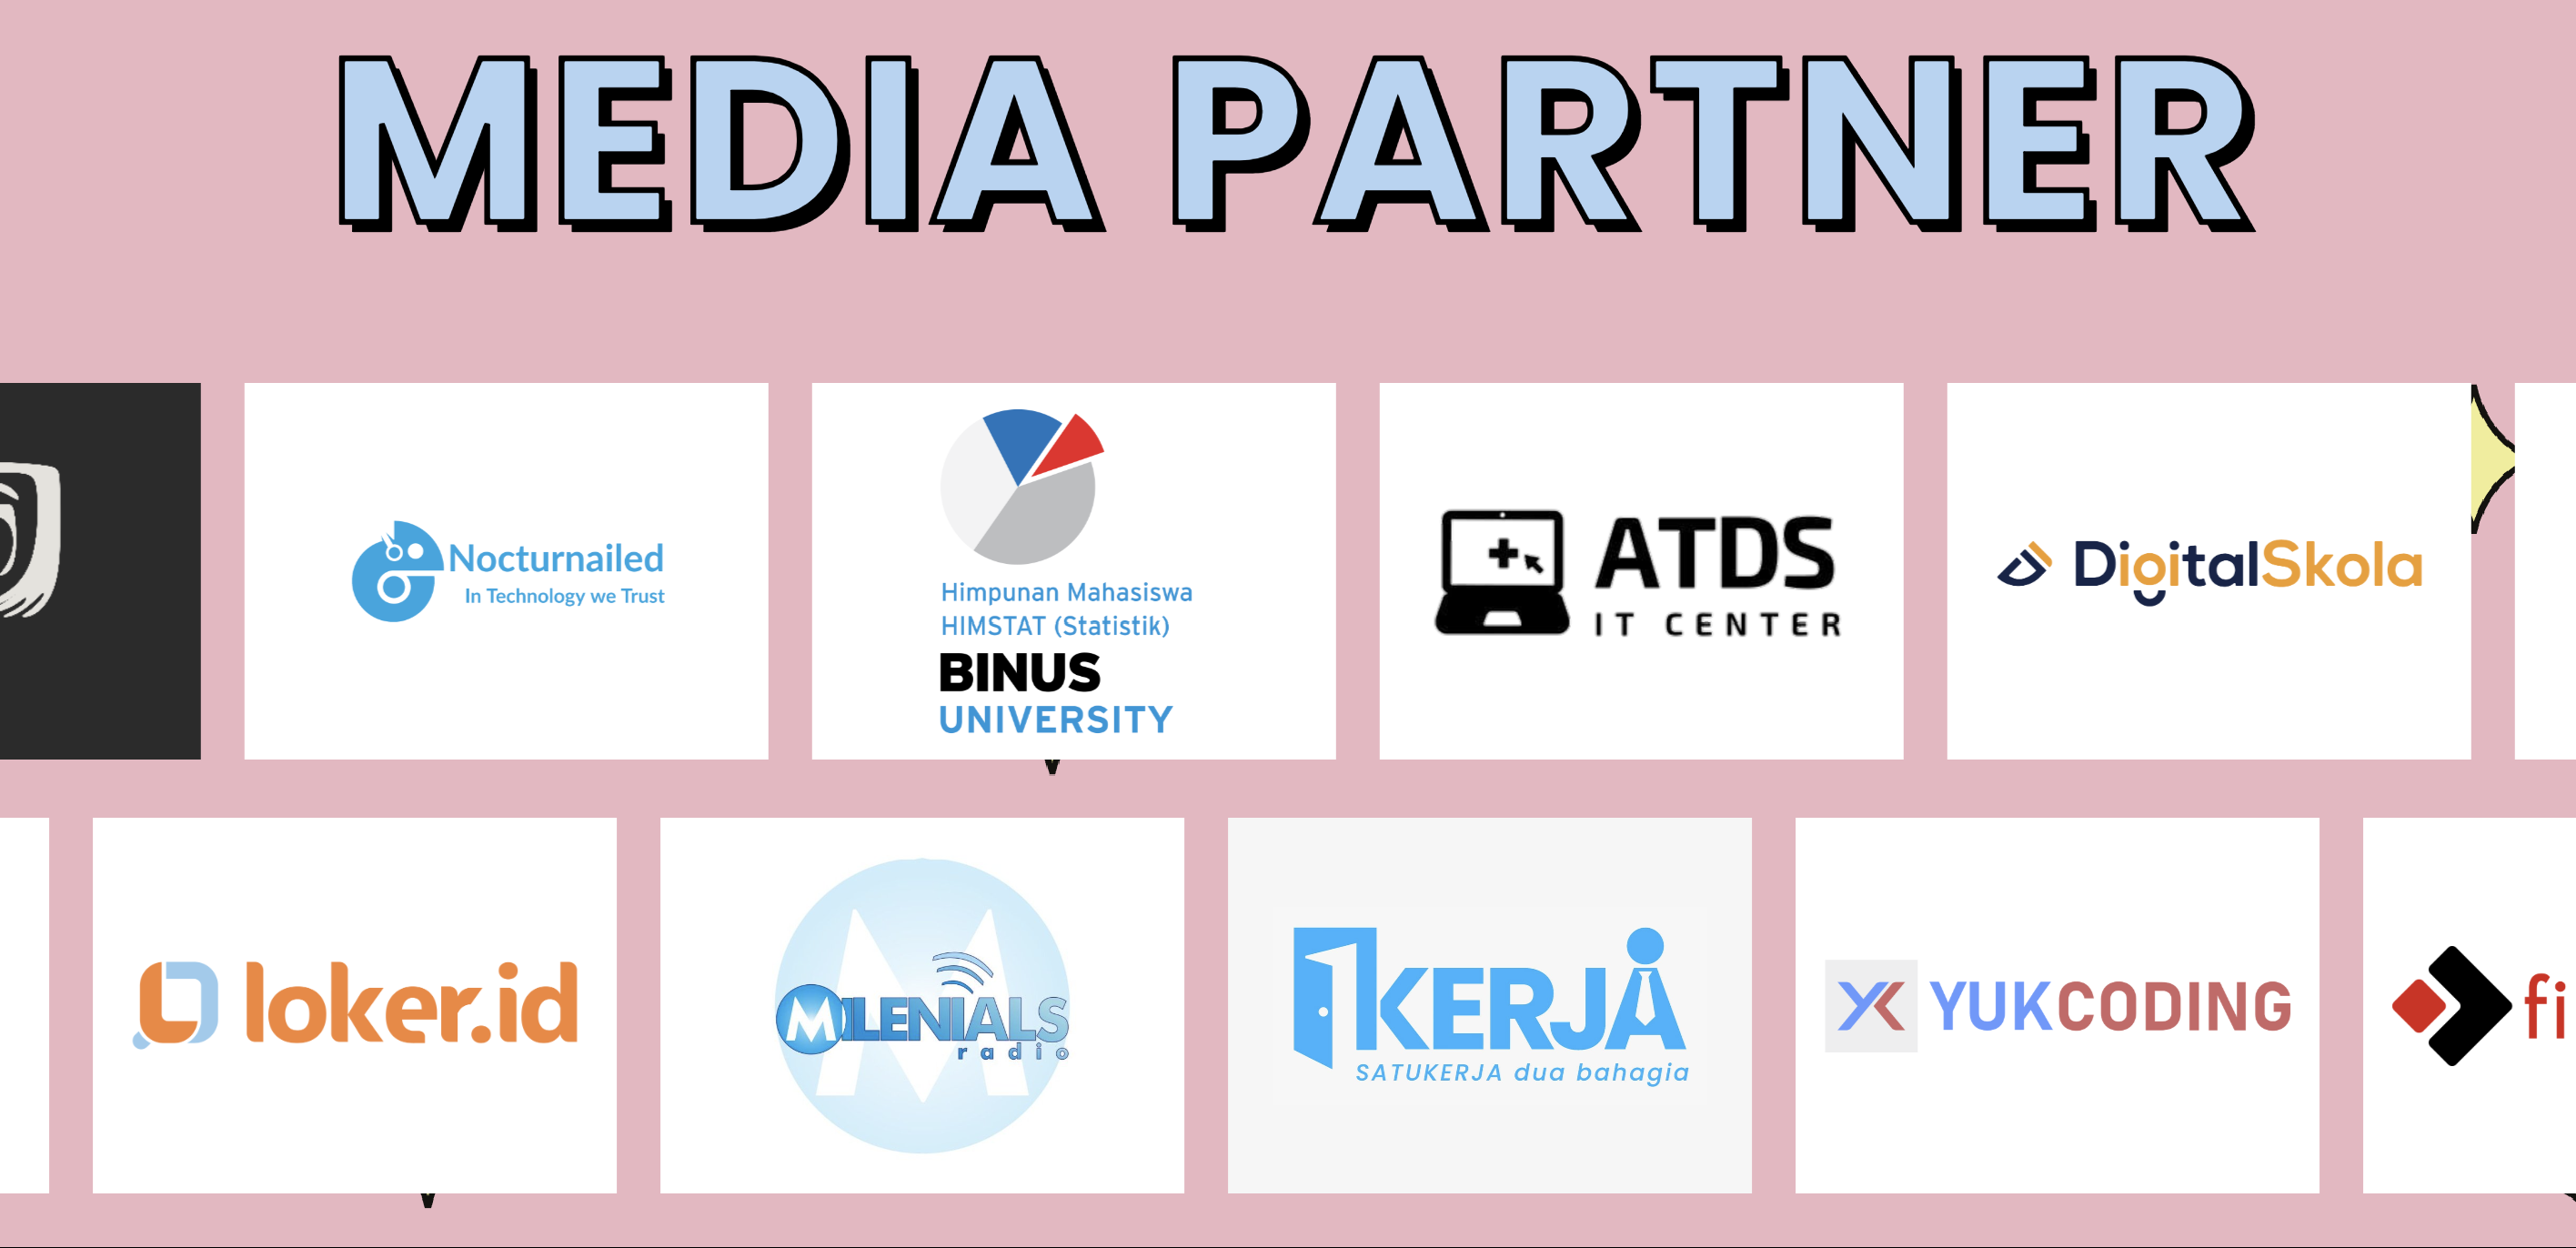 MEDIA PARTNER
Nocturnailed
In Technology we Trust
Himpunan Mahasiswa
HIMSTAT (Statistik)
BINUS
UNIVERSITY
ATDS
IT CENTER
DigitalSkola
loker.id
MILENIALS
radio
1KERJA
SATUKERJA dua bahagia
YUKCODING
fi